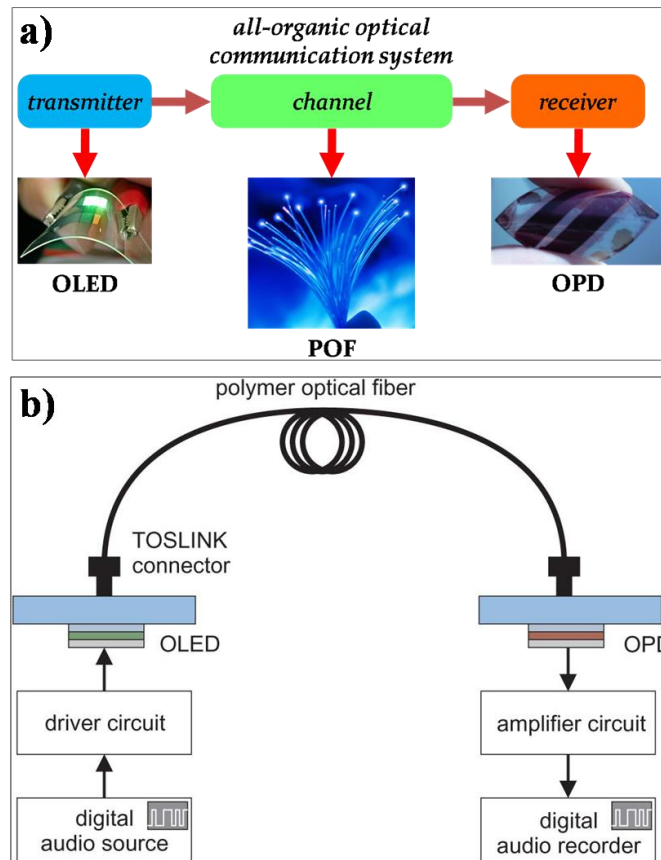 a)
all-organic optical
communication system
transmitter
channel
receiver
OLED
POF
OPD
b)
polymer optical fiber
TOSLINK
connector
OLED
OPD
driver circuit
amplifier circuit
digital
audio source
digital
audio recorder